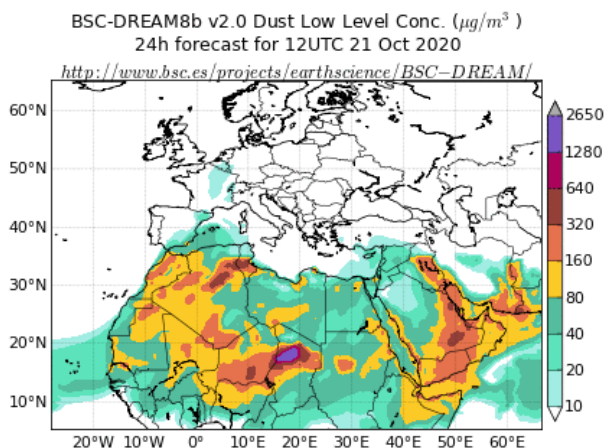 BSC-DREAM8b v2.0 Dust Low Level Conc. (μg/m³ )
24h forecast for 12UTC 21 Oct 2020
http://www.bsc.es/projects/earthscience/BSC−DREAM/
60°N
50°N
40°N
30°N
20°N
10°N
20°W 10°W 0° 10°E 20°E 30°E 40°E 50°E 60°E
2650
1280
640
320
160
80
40
20
10